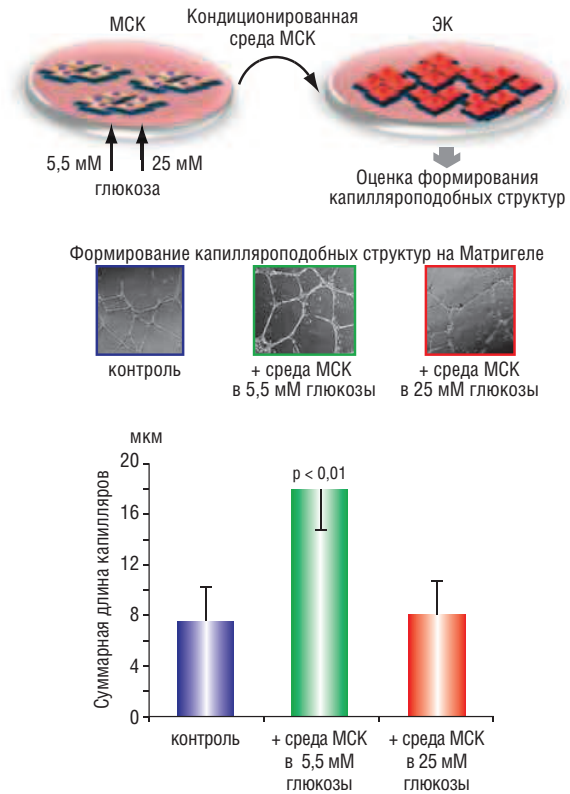 МСК
Кондиционированная
среда МСК
ЭК
5,5 мМ
25 мМ
глюкоза
Оценка формирования
капилляроподобных структур
Формирование капилляроподобных структур на Матригеле
контроль
+ среда МСК
в 5,5 мМ глюкозы
+ среда МСК
в 25 мМ глюкозы
мкм
Суммарная длина капилляров
20
16
12
8
4
0
p < 0,01
контроль
+ среда МСК
в 5,5 мМ
глюкозы
+ среда МСК
в 25 мМ
глюкозы